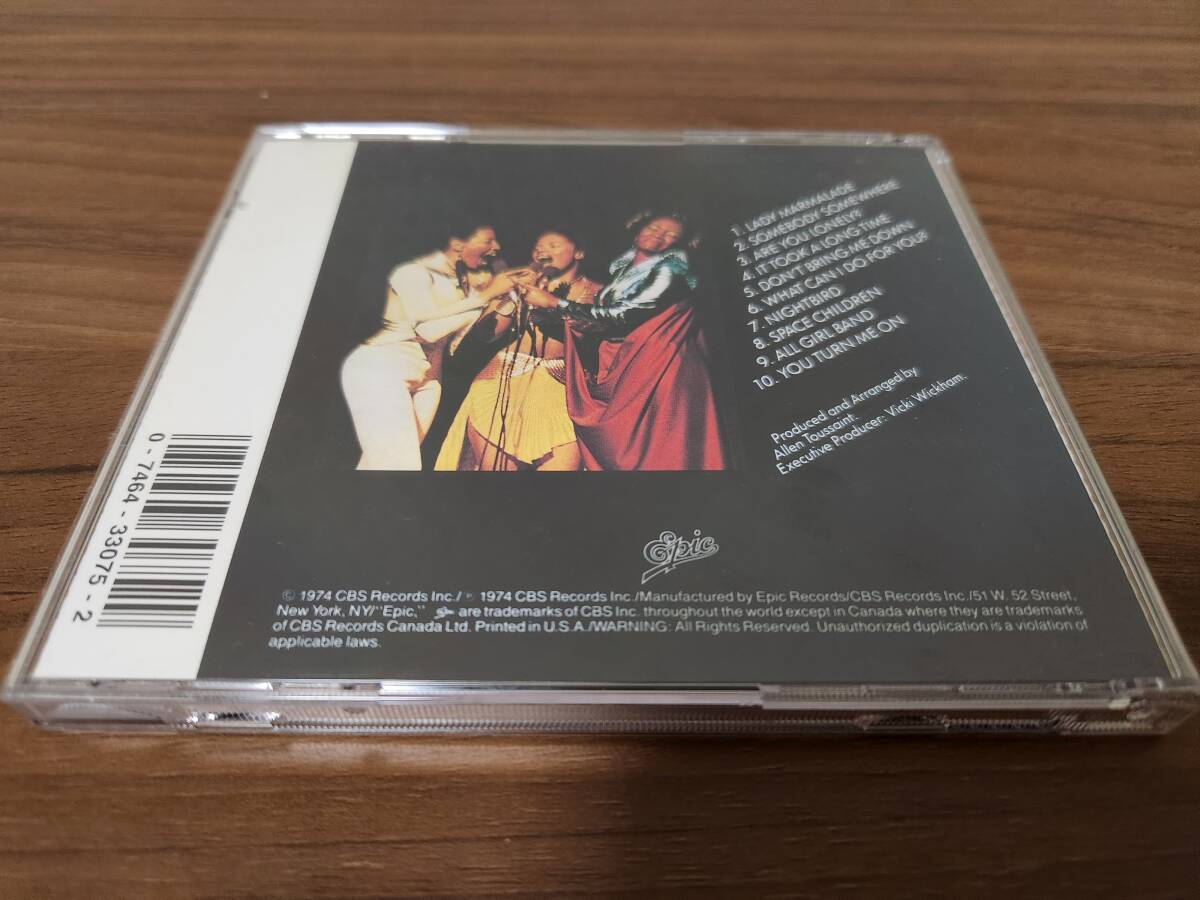 1. LADY MARMALADE
2. SOMEBODY SOMEWHERE
3. ARE YOU LONELY?
4. IT TOOK A LONG TIME
5. DON'T BRING ME DOWN
6. WHAT CAN I DO FOR YOU?
7. NIGHTBIRD
8. SPACE CHILDREN
9. ALL GIRL BAND
10. YOU TURN ME ON
Produced and Arranged by
Allen Toussaint.
Executive Producer: Vicki Wickham.
Epic
0-7464-33075-2
© 1974 CBS Records Inc./ ℗ 1974 CBS Records Inc./Manufactured by Epic Records/CBS Records Inc./51 W. 52 Street,
New York, NY/"Epic," are trademarks of CBS Inc. throughout the world except in Canada where they are trademarks
of CBS Records Canada Ltd. Printed in U.S.A./WARNING: All Rights Reserved. Unauthorized duplication is a violation of
applicable laws.